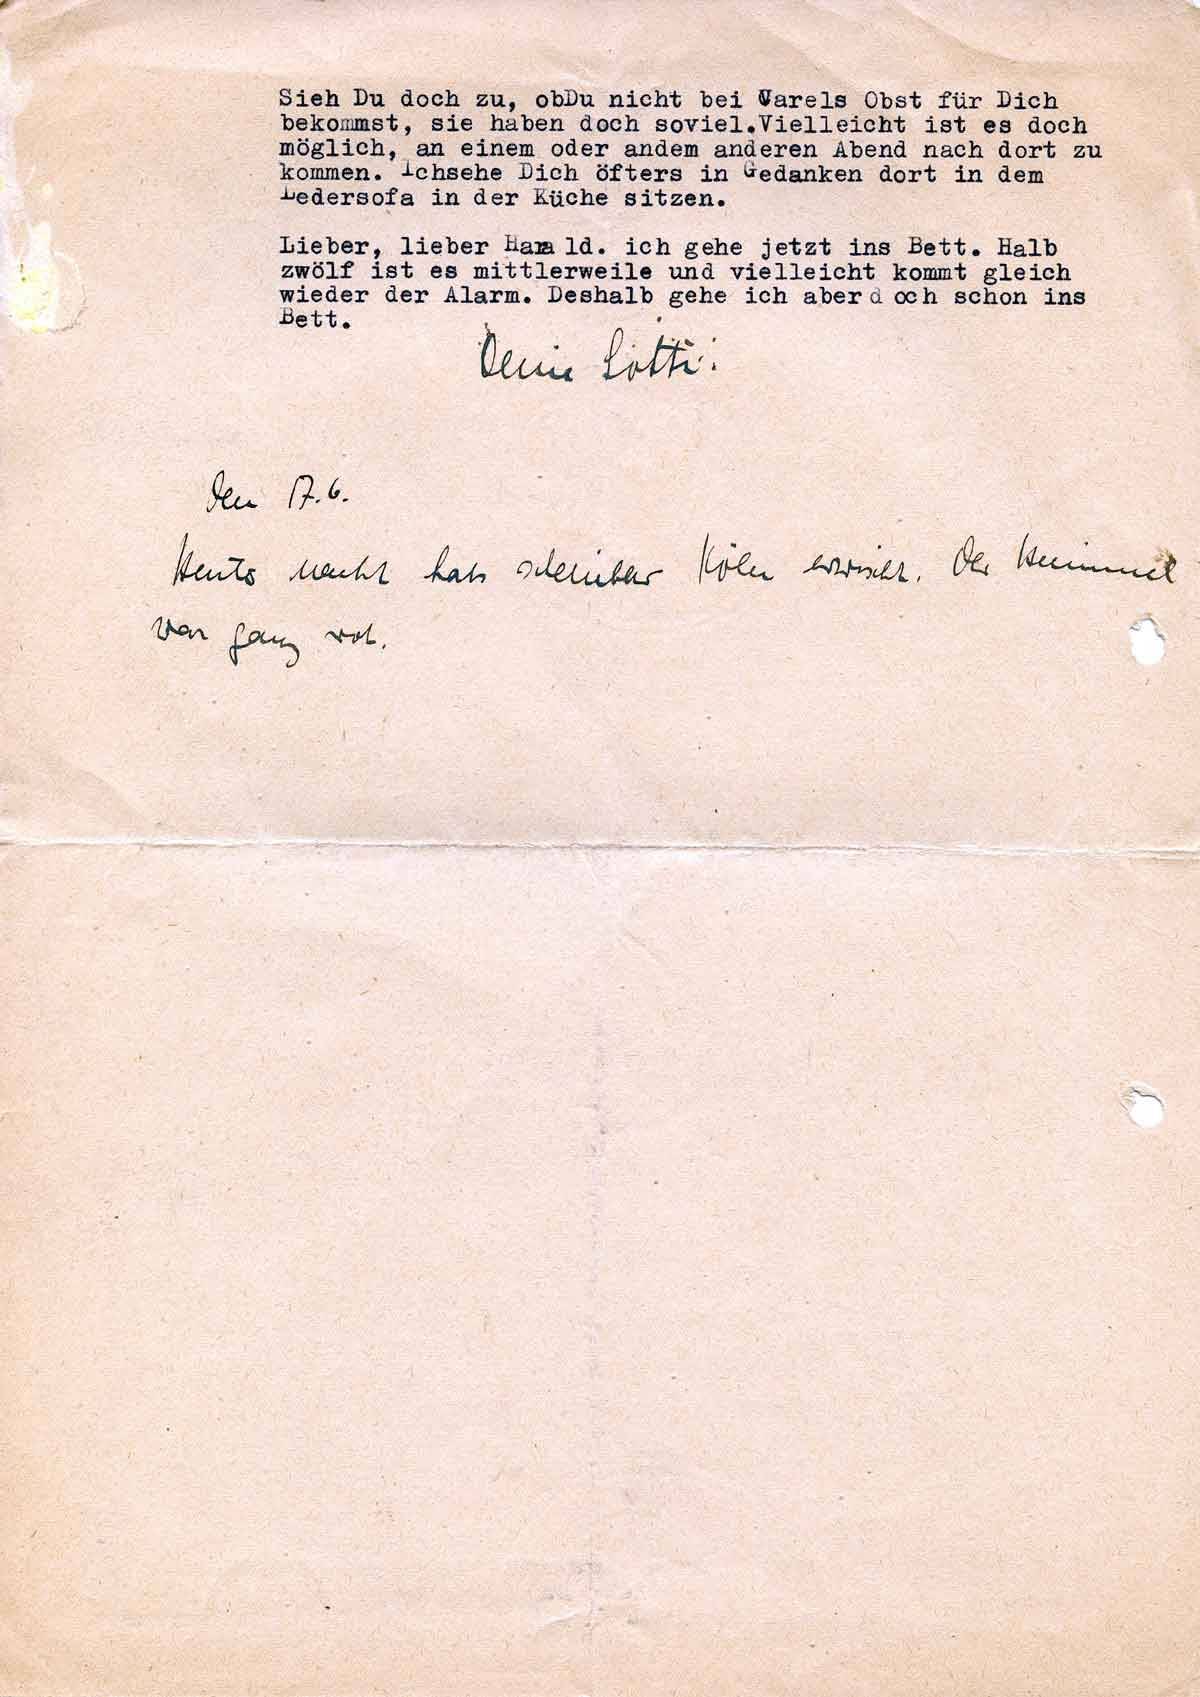 Sieh Du doch zu, obDu nicht bei Warels Obst für Dich
bekommst, sie haben doch soviel.Vielleicht ist es doch
möglich, an einem oder andem anderen Abend nach dort zu
kommen. Ichsehe Dich öfters in Gedanken dort in dem
Ledersofa in der Küche sitzen.
Lieber, lieber Harald. ich gehe jetzt ins Bett. Halb
zwölf ist es mittlerweile und vielleicht kommt gleich
wieder der Alarm. Deshalb gehe ich aber doch schon ins
Bett.
Deine Lotti.
Den 17.6.
Heute nacht hats scheinbar Köln erwischt. Der Himmel
war ganz rot.